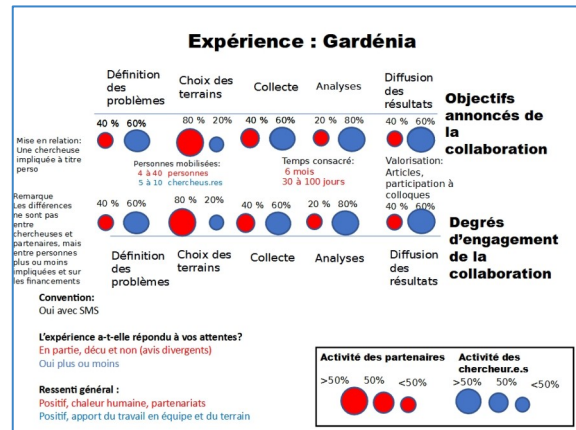 Expérience : Gardénia
Définition
des
problèmes
Choix des
terrains
Collecte
Analyses
Diffusion
des
résultats
Objectifs
annoncés de
la
collaboration
40 % 60%
80 % 20%
40 % 60%
20 % 80%
40 % 60%
Mise en relation:
Une chercheuse
impliquée à titre
perso
Personnes mobilisées:
4 à 40 personnes
5 à 10 chercheus.res
Temps consacré:
6 mois
30 à 100 jours
Valorisation:
Articles,
participation à
colloques
Remarque
Les différences
ne sont pas
entre
chercheuses et
partenaires, mais
entre personnes
plus ou moins
impliquées et sur
les financements
40 % 60%
80 % 20%
40 % 60%
20 % 80%
40 % 60%
Degrés
d'engagement
de la
collaboration
Définition
des
problèmes
Choix des
terrains
Collecte
Analyses
Diffusion
des
résultats
Convention:
Oui avec SMS
L'expérience a-t-elle répondu à vos attentes?
En partie, décu et non (avis divergents)
Oui plus ou moins
Ressenti général :
Positif, chaleur humaine, partenariats
Positif, apport du travail en équipe et du terrain
Activité des partenaires
>50% 50% <50%
Activité des
chercheur.e.s
>50% 50% <50%